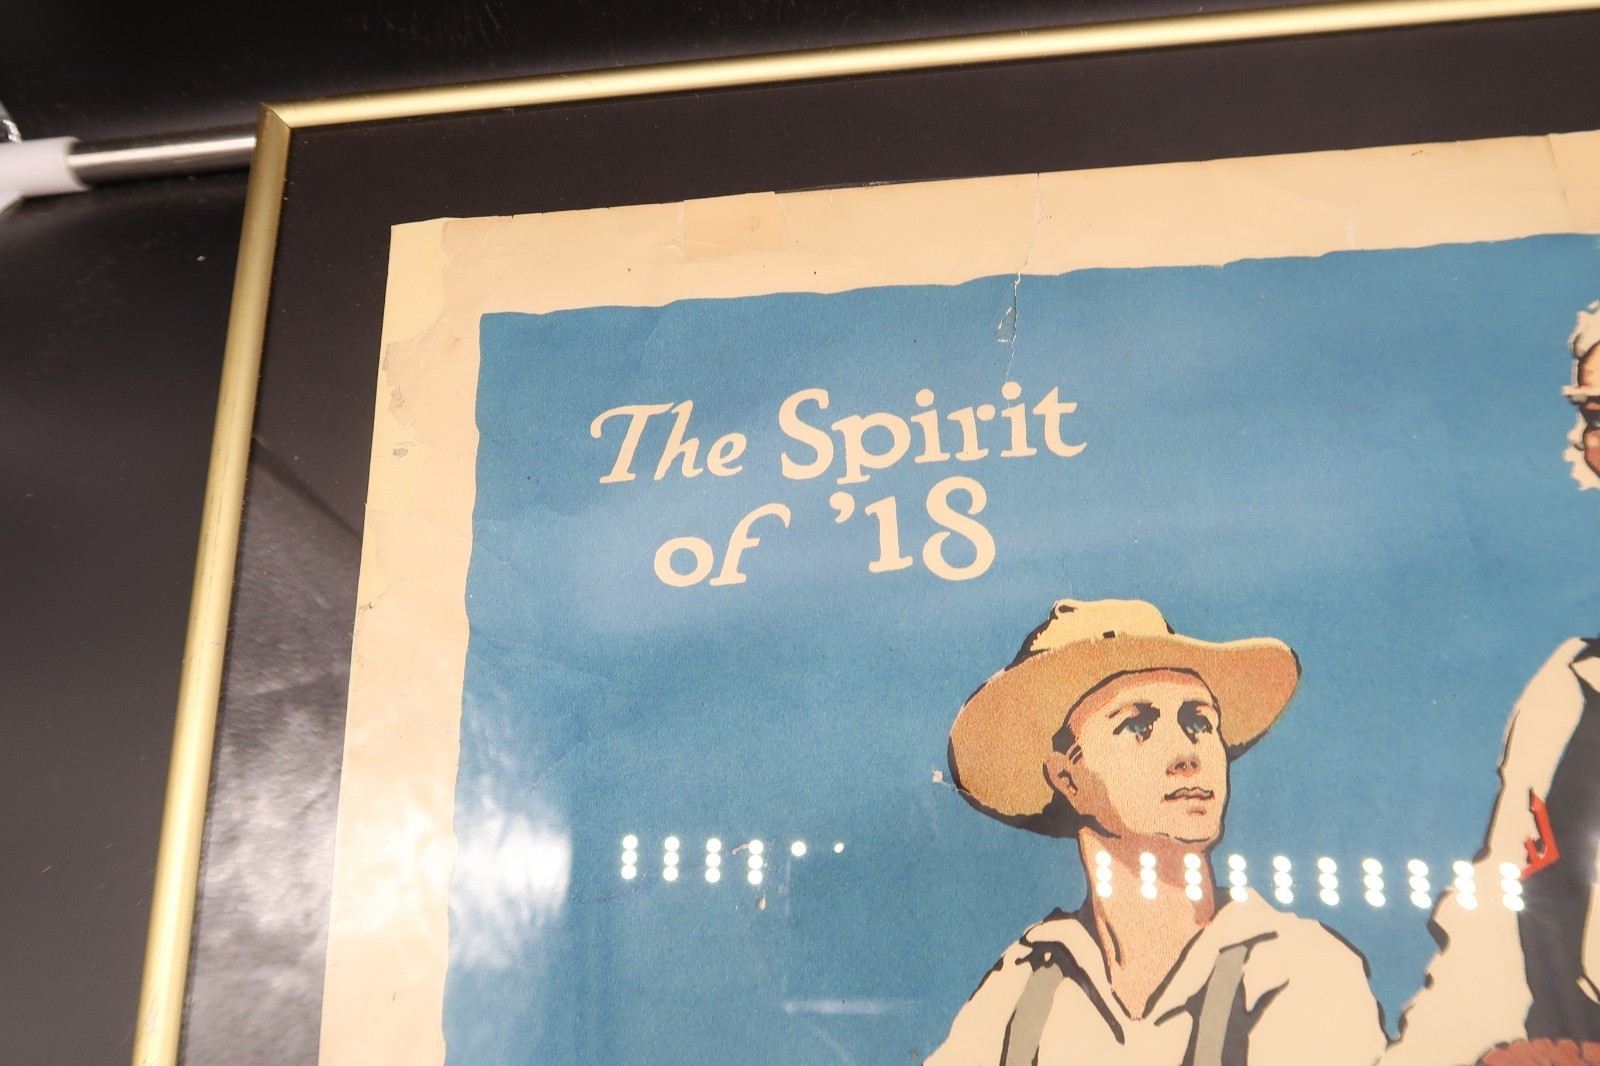 The Spirit
of '18